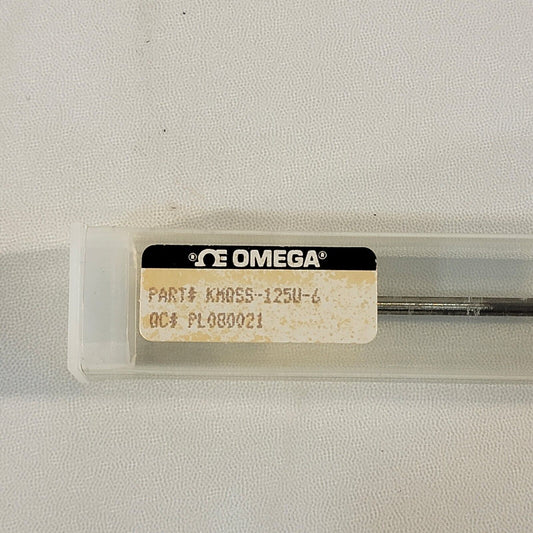 ΩE OMEGA®
PART# KMQSS-125U-6
QC# PL080021